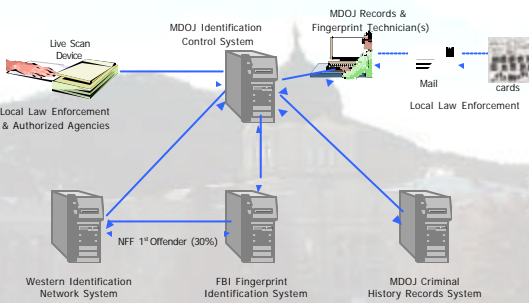 MDOJ Identification
Control System
MDOJ Records &
Fingerprint Technician(s)
Live Scan
Device
Mail
cards
Local Law Enforcement
Local Law Enforcement
& Authorized Agencies
NFF 1st Offender (30%)
Western Identification
Network System
FBI Fingerprint
Identification System
MDOJ Criminal
History Records System